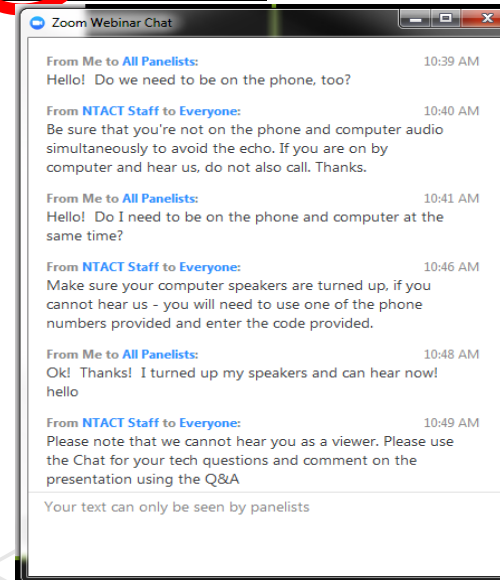 Zoom Webinar Chat
From Me to All Panelists: 10:39 AM
Hello!  Do we need to be on the phone, too?
From NTACT Staff to Everyone: 10:40 AM
Be sure that you're not on the phone and computer audio
simultaneously to avoid the echo. If you are on by
computer and hear us, do not also call. Thanks.
From Me to All Panelists: 10:41 AM
Hello!  Do I need to be on the phone and computer at the
same time?
From NTACT Staff to Everyone: 10:46 AM
Make sure your computer speakers are turned up, if you
cannot hear us - you will need to use one of the phone
numbers provided and enter the code provided.
From Me to All Panelists: 10:48 AM
Ok!  Thanks!  I turned up my speakers and can hear now!
hello
From NTACT Staff to Everyone: 10:49 AM
Please note that we cannot hear you as a viewer. Please use
the Chat for your tech questions and comment on the
presentation using the Q&A
Your text can only be seen by panelists